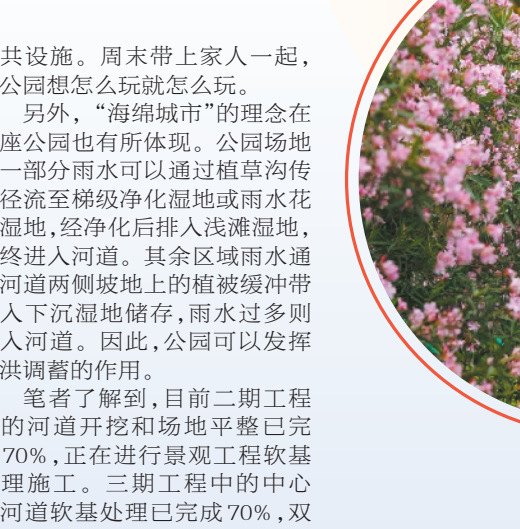 共设施。周末带上家人一起，
公园想怎么玩就怎么玩。
另外，“海绵城市”的理念在
座公园也有所体现。公园场地
一部分雨水可以通过植草沟传
径流至梯级净化湿地或雨水花
湿地,经净化后排入浅滩湿地，
终进入河道。其余区域雨水通
河道两侧坡地上的植被缓冲带
入下沉湿地储存,雨水过多则
入河道。因此,公园可以发挥
洪调蓄的作用。
笔者了解到,目前二期工程
的河道开挖和场地平整已完
70%,正在进行景观工程软基
理施工。三期工程中的中心
河道软基处理已完成70%,双